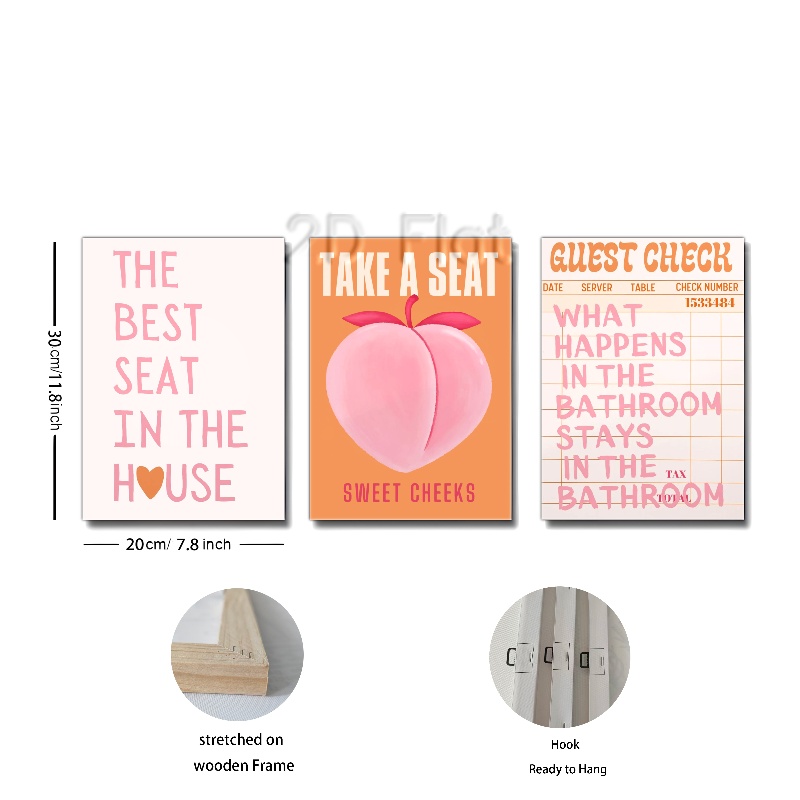 2D Flat
THE
BEST
SEAT
IN THE
HUSE
TAKE A SEAT
SWEET CHEEKS
GUEST CHECK
DATE SERVER TABLE CHECK NUMBER
1533484
WHAT
HAPPENS
IN THE
BATHROOM
STAYS
IN THE
TAX
BATHROOM
TOTAL
30cm/11.8inch
20cm/ 7.8 inch
stretched on
wooden Frame
Hook
Ready to Hang